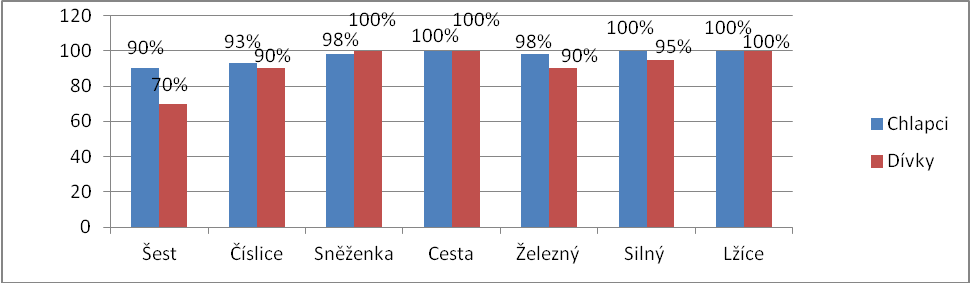 120
100
80
60
40
20
0
90%
70%
93%
90%
98%
100%
100%
100%
98%
90%
100%
95%
100%
100%
Šest
Číslice
Sněženka
Cesta
Železný
Silný
Lžíce
Chlapci
Dívky